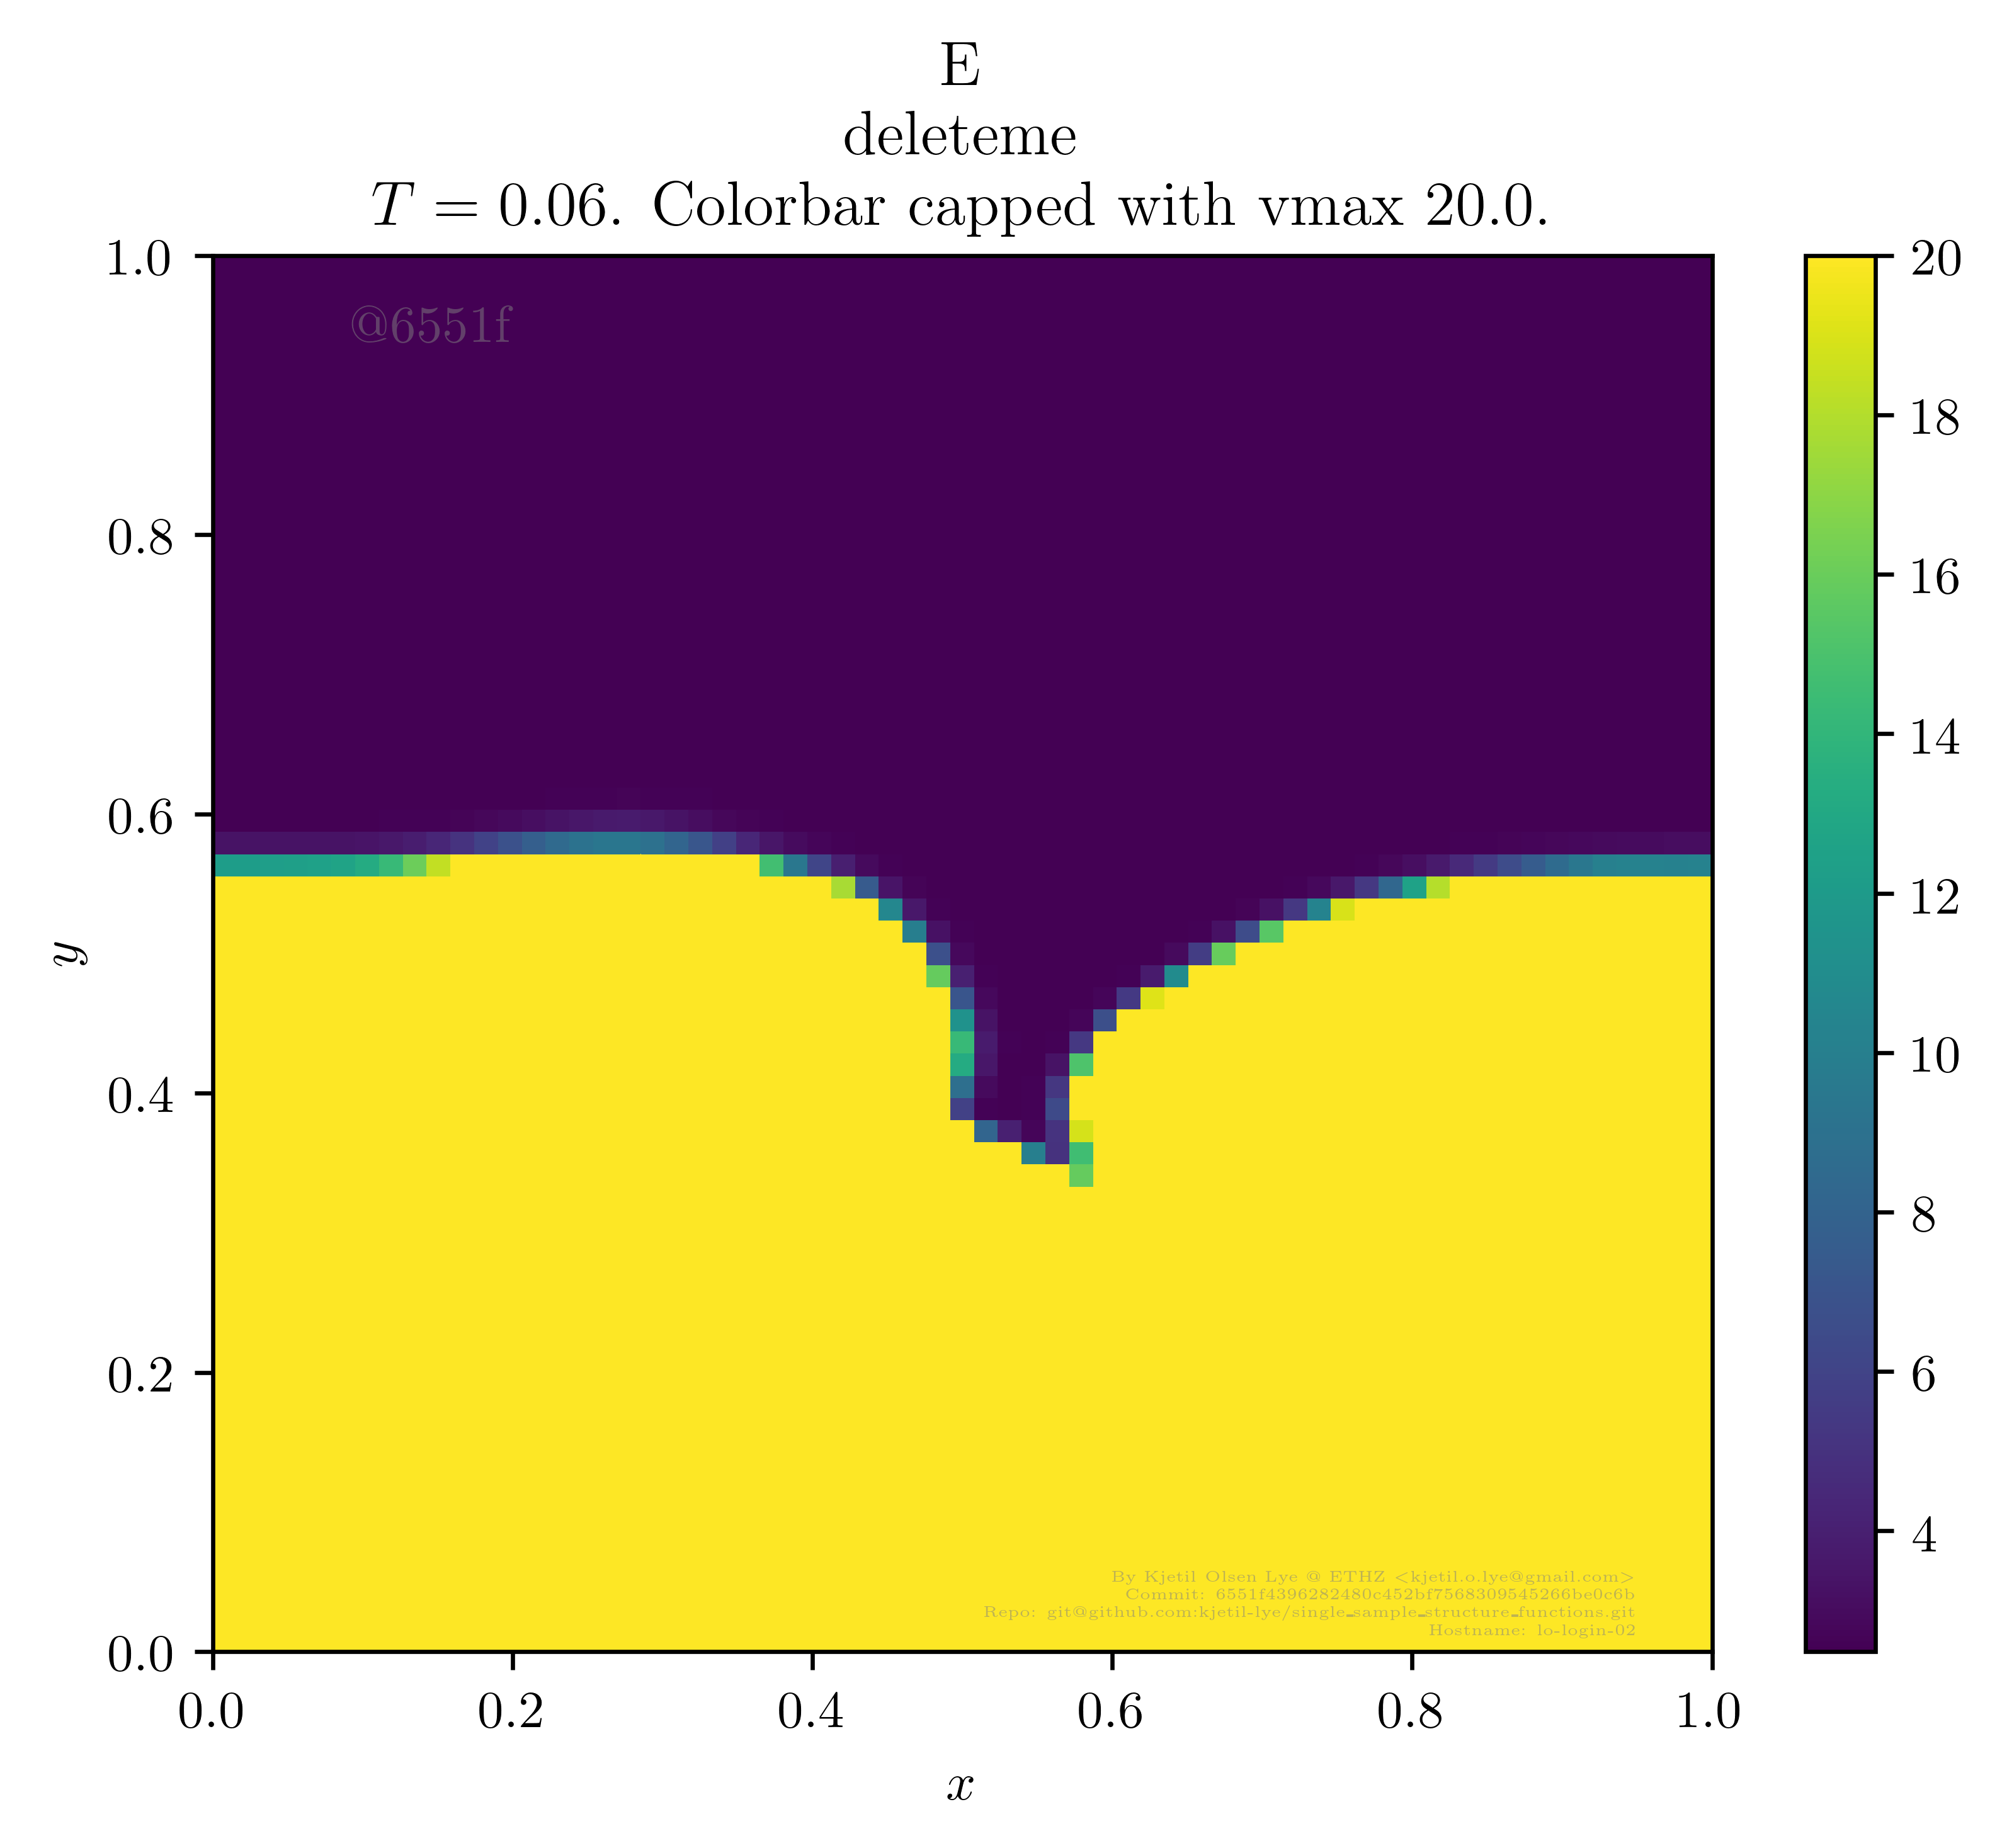 E
deleteme
T = 0.06. Colorbar capped with vmax 20.0.
1.0
0.8
0.6
0.4
0.2
0.0
y
@6551f
By Kjetil Olsen Lye @ ETHZ <kjetil.o.lye@gmail.com>
Commit: 6551f4396282480c452bf7568309545266be0c6b
Repo: git@github.com:kjetil-lye/single_sample_structure_functions.git
Hostname: lo-login-02
0.0 0.2 0.4 0.6 0.8 1.0
x
20
18
16
14
12
10
8
6
4